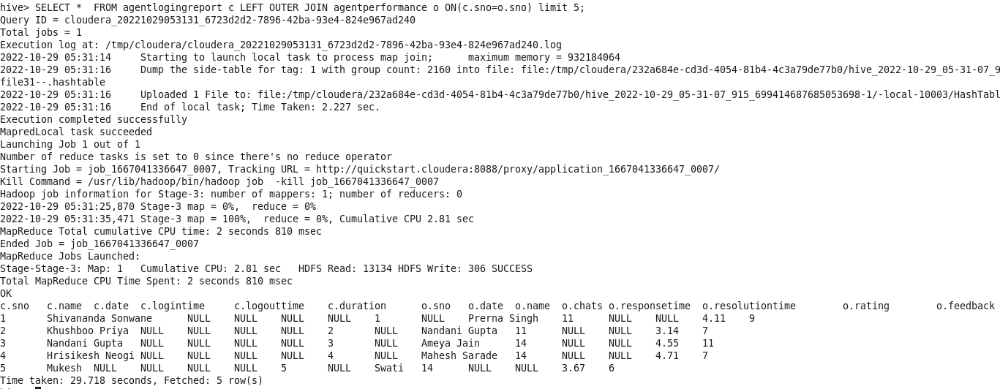 hive> SELECT *  FROM agentlogingreport c LEFT OUTER JOIN agentperformance o ON(c.sno=o.sno) limit 5;
Query ID = cloudera_20221029053131_6723d2d2-7896-42ba-93e4-824e967ad240
Total jobs = 1
Execution log at: /tmp/cloudera/cloudera_20221029053131_6723d2d2-7896-42ba-93e4-824e967ad240.log
2022-10-29 05:31:14     Starting to launch local task to process map join;      maximum memory = 932184064
2022-10-29 05:31:16     Dump the side-table for tag: 1 with group count: 2160 into file: file:/tmp/cloudera/232a684e-cd3d-4054-81b4-4c3a79de77b0/hive_2022-10-29_05-31-07_9
file31--.hashtable
2022-10-29 05:31:16     Uploaded 1 File to: file:/tmp/cloudera/232a684e-cd3d-4054-81b4-4c3a79de77b0/hive_2022-10-29_05-31-07_915_699414687685053698-1/-local-10003/HashTabl
2022-10-29 05:31:16     End of local task; Time Taken: 2.227 sec.
Execution completed successfully
MapredLocal task succeeded
Launching Job 1 out of 1
Number of reduce tasks is set to 0 since there's no reduce operator
Starting Job = job_1667041336647_0007, Tracking URL = http://quickstart.cloudera:8088/proxy/application_1667041336647_0007/
Kill Command = /usr/lib/hadoop/bin/hadoop job  -kill job_1667041336647_0007
Hadoop job information for Stage-3: number of mappers: 1; number of reducers: 0
2022-10-29 05:31:25,870 Stage-3 map = 0%,  reduce = 0%
2022-10-29 05:31:35,471 Stage-3 map = 100%,  reduce = 0%, Cumulative CPU 2.81 sec
MapReduce Total cumulative CPU time: 2 seconds 810 msec
Ended Job = job_1667041336647_0007
MapReduce Jobs Launched:
Stage-Stage-3: Map: 1   Cumulative CPU: 2.81 sec   HDFS Read: 13134 HDFS Write: 306 SUCCESS
Total MapReduce CPU Time Spent: 2 seconds 810 msec
OK
c.sno   c.name  c.date  c.logintime     c.logouttime    c.duration      o.sno   o.date  o.name  o.chats o.responsetime  o.resolutiontime        o.rating        o.feedback
1       Shivananda Sonwane      NULL    NULL    NULL    NULL    1       NULL    Prerna Singh    11      NULL    NULL    4.11    9
2       Khushboo Priya  NULL    NULL    NULL    NULL    2       NULL    Nandani Gupta   11      NULL    NULL    3.14    7
3       Nandani Gupta   NULL    NULL    NULL    NULL    3       NULL    Ameya Jain      14      NULL    NULL    4.55    11
4       Hrisikesh Neogi NULL    NULL    NULL    NULL    4       NULL    Mahesh Sarade   14      NULL    NULL    4.71    7
5       Mukesh  NULL    NULL    NULL    NULL    5       NULL    Swati   14      NULL    NULL    3.67    6
Time taken: 29.718 seconds, Fetched: 5 row(s)